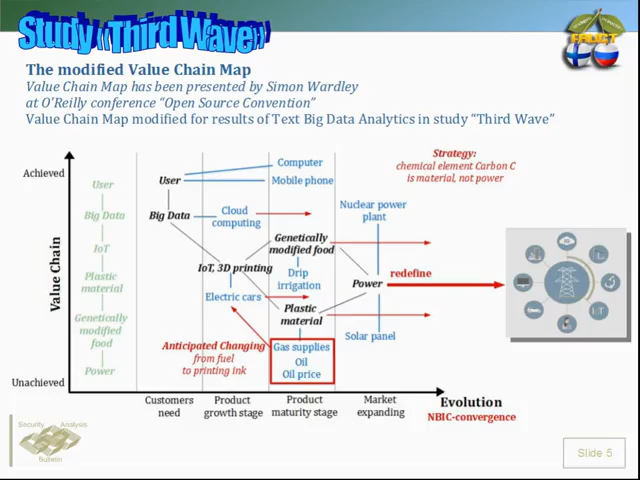 Study «Third Wave»
FRUCT
The modified Value Chain Map
Value Chain Map has been presented by Simon Wardley
at O'Reilly conference “Open Source Convention”
Value Chain Map modified for results of Text Big Data Analytics in study “Third Wave”
Strategy:
chemical element Carbon C
is material, not power
Achieved
User
Big Data
IoT
Plastic
material
Genetically
modified
food
Power
Unachieved
Value Chain
User
Computer
Mobile phone
Big Data
Cloud
computing
Nuclear power
plant
Genetically
modified food
IoT, 3D printing
Drip
irrigation
Power
redefine
Electric cars
Plastic
material
Solar panel
Anticipated Changing
from fuel
to printing ink
Gas supplies
Oil
Oil price
Customers
need
Product
growth stage
Product
maturity stage
Market
expanding
Evolution
NBIC-convergence
Security Analysis
Bulletin
Slide 5